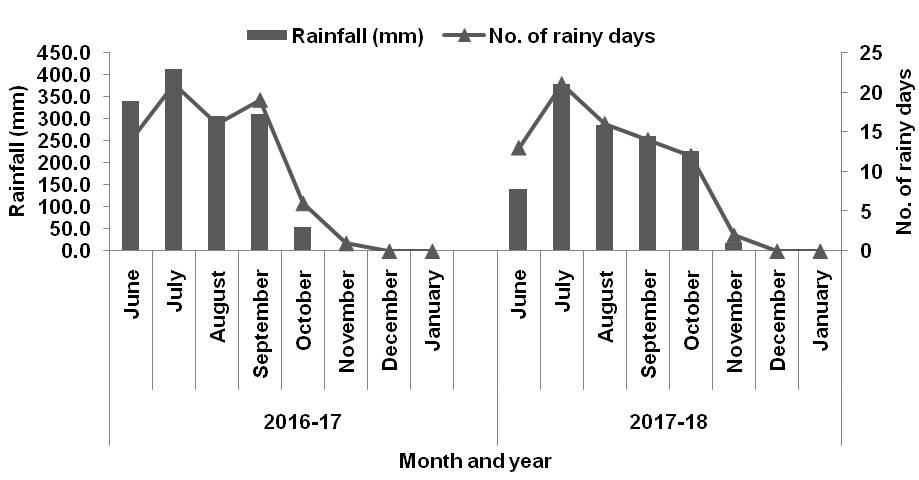 Rainfall (mm) No. of rainy days
450.0
400.0
350.0
300.0
250.0
200.0
150.0
100.0
50.0
0.0
Rainfall (mm)
25
20
15
10
5
0
No. of rainy days
June
July
August
September
October
November
December
January
June
July
August
September
October
November
December
January
2016-17
2017-18
Month and year